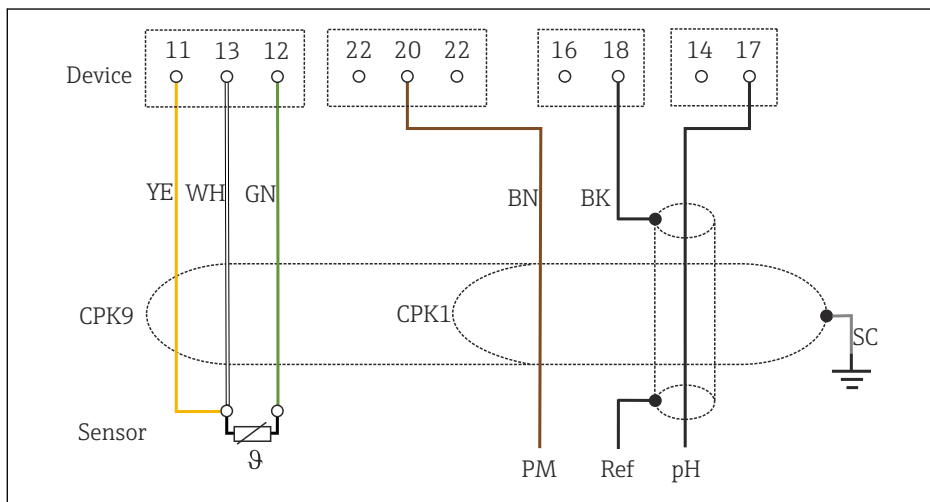 11 13 12 22 20 22 16 18 14 17
Device
YE WH GN BN BK
CPK9 CPK1
SC
Sensor
ϑ
PM Ref pH